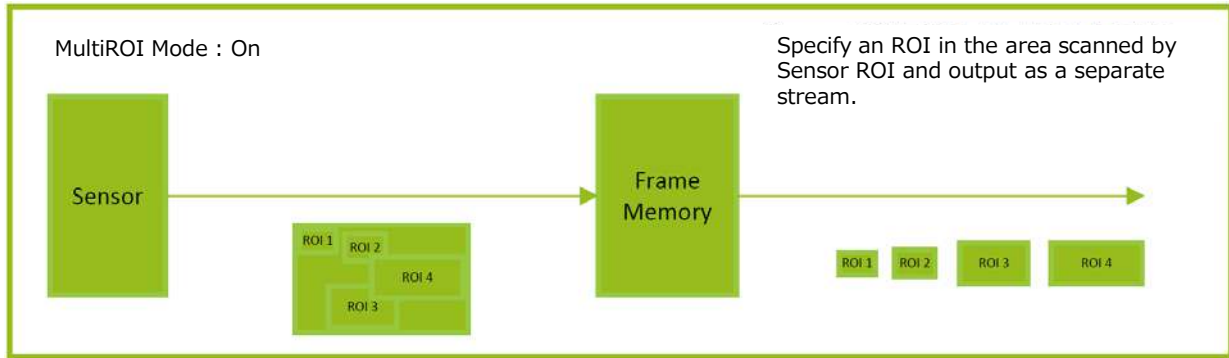 MultiROI Mode : On
Specify an ROI in the area scanned by
Sensor ROI and output as a separate
stream.
Sensor
Frame
Memory
ROI 1
ROI 2
ROI 4
ROI 3
ROI 1
ROI 2
ROI 3
ROI 4